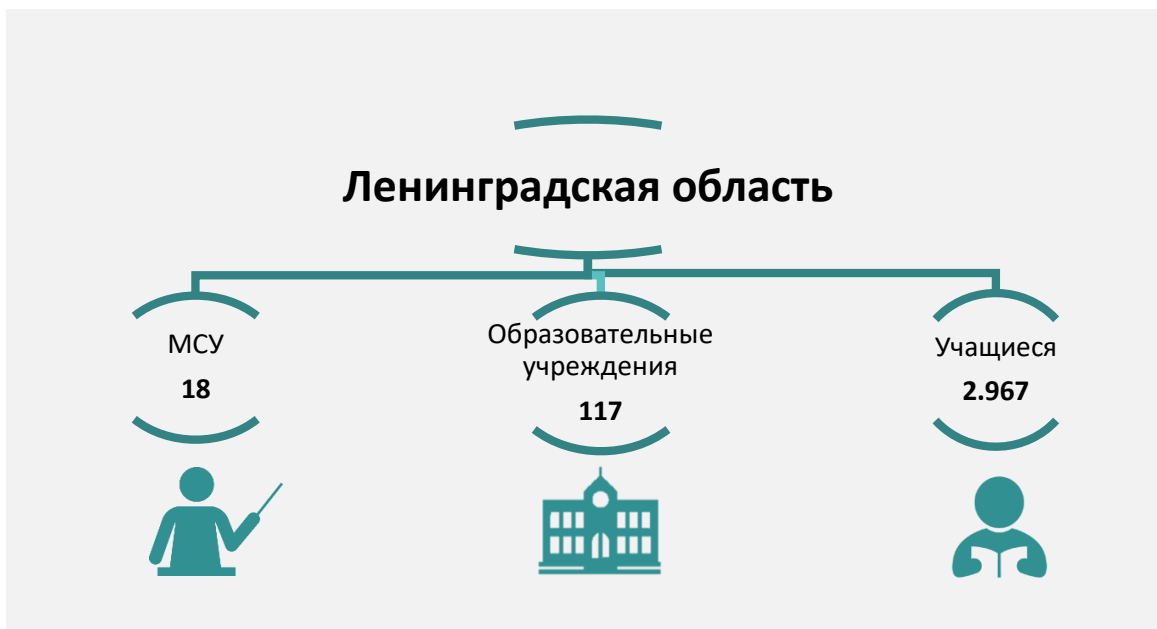 Ленинградская область
МСУ
18
Образовательные
учреждения
117
Учащиеся
2.967